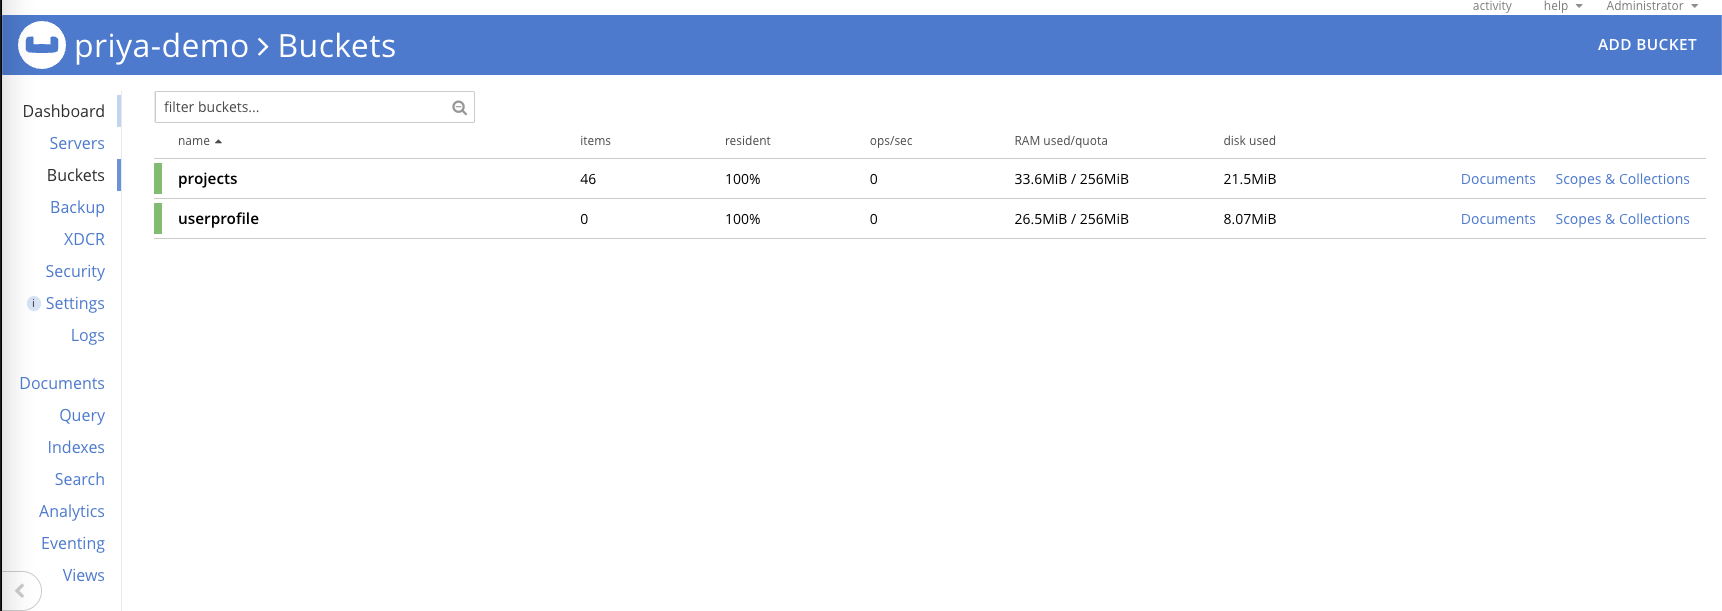 activity help Administrator
priya-demo > Buckets ADD BUCKET
Dashboard
Servers
Buckets
Backup
XDCR
Security
i Settings
Logs
Documents
Query
Indexes
Search
Analytics
Eventing
Views
filter buckets...
name items resident ops/sec RAM used/quota disk used
projects 46 100% 0 33.6MiB / 256MiB 21.5MiB Documents Scopes & Collections
userprofile 0 100% 0 26.5MiB / 256MiB 8.07MiB Documents Scopes & Collections